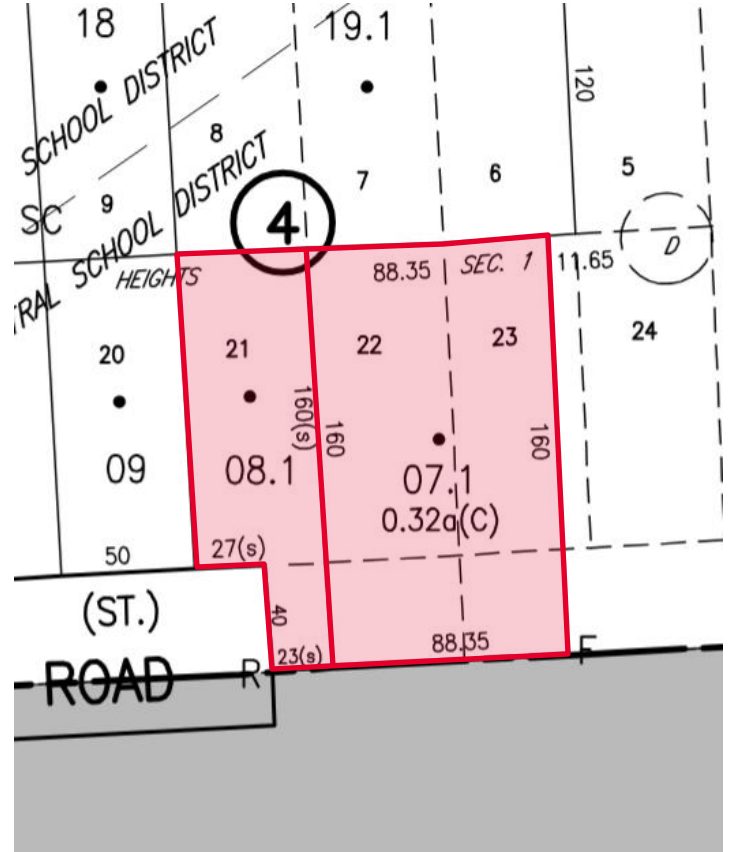 18
19.1
SCHOOL DISTRICT
120
8
7
6
5
9
SCHOOL DISTRICT
SC
4
D
TRAL
HEIGHTS
88.35
SEC. 1
11.65
20
21
22
23
24
160(s)
160
160
09
08.1
07.1
0.32a(C)
50
27(s)
(ST.)
40
88.35
23(s)
ROAD
R
F